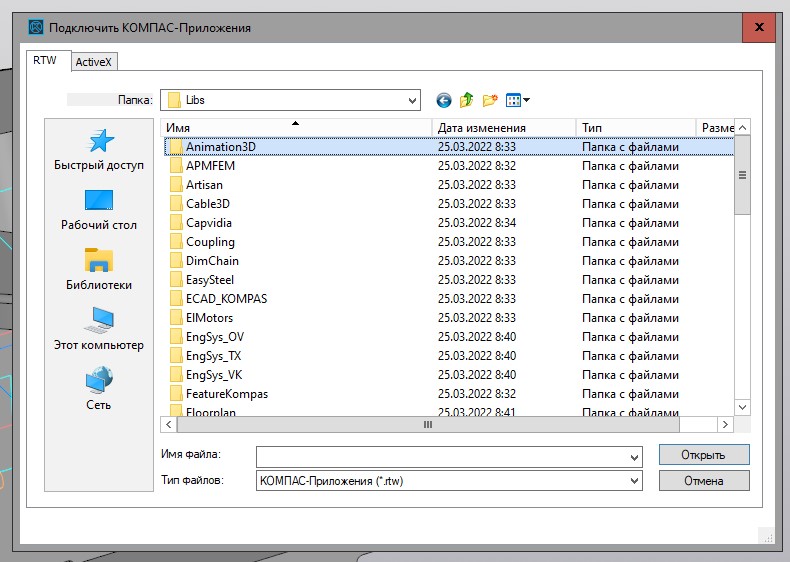 Подключить КОМПАС-Приложения
RTW
ActiveX
Папка: Libs
Быстрый доступ
Рабочий стол
Библиотеки
Этот компьютер
Сеть
Имя Дата изменения Тип Разме
Animation3D 25.03.2022 8:33 Папка с файлами
APMFEM 25.03.2022 8:32 Папка с файлами
Artisan 25.03.2022 8:33 Папка с файлами
Cable3D 25.03.2022 8:33 Папка с файлами
Capvidia 25.03.2022 8:34 Папка с файлами
Coupling 25.03.2022 8:33 Папка с файлами
DimChain 25.03.2022 8:33 Папка с файлами
EasySteel 25.03.2022 8:33 Папка с файлами
ECAD_KOMPAS 25.03.2022 8:33 Папка с файлами
ElMotors 25.03.2022 8:33 Папка с файлами
EngSys_OV 25.03.2022 8:40 Папка с файлами
EngSys_TX 25.03.2022 8:40 Папка с файлами
EngSys_VK 25.03.2022 8:40 Папка с файлами
FeatureKompas 25.03.2022 8:32 Папка с файлами
Floorplan 25.03.2022 8:41 Папка с файлами
Имя файла:
Открыть
Тип файлов: КОМПАС-Приложения (*.rtw)
Отмена